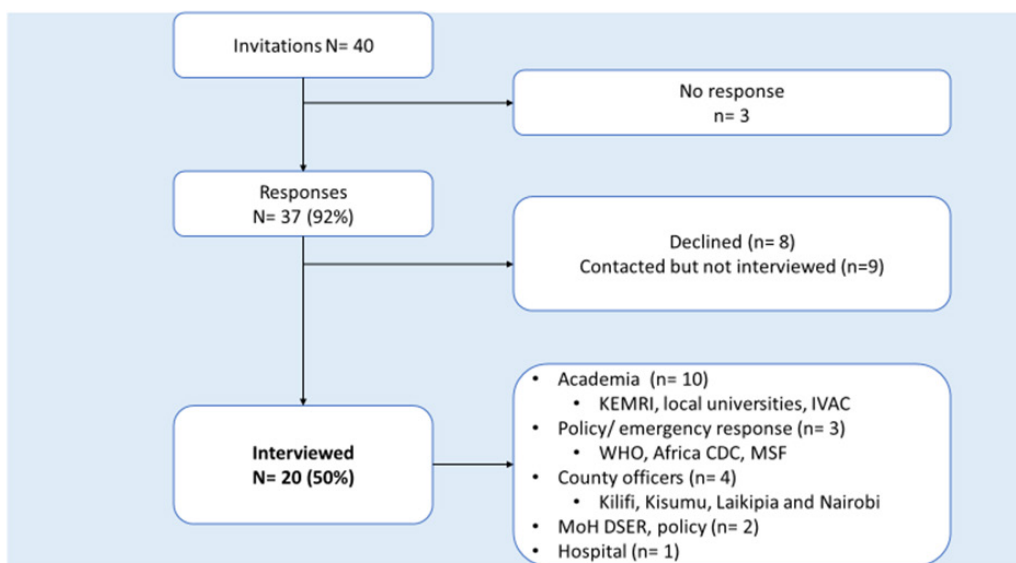 Invitations N= 40
No response
n= 3
Responses
N= 37 (92%)
Declined (n= 8)
Contacted but not interviewed (n=9)
Interviewed
N= 20 (50%)
• Academia (n= 10)
• KEMRI, local universities, IVAC
• Policy/ emergency response (n= 3)
• WHO, Africa CDC, MSF
• County officers (n= 4)
• Kilifi, Kisumu, Laikipia and Nairobi
• MoH DSER, policy (n= 2)
• Hospital (n= 1)